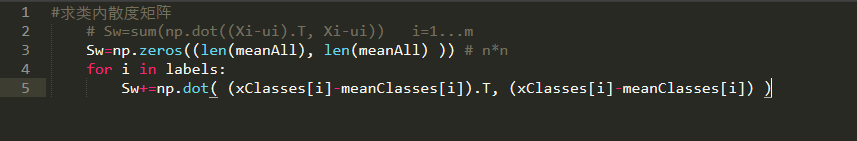 1 #求类内散度矩阵
2 # Sw=sum(np.dot((Xi-ui).T, Xi-ui)) i=1...m
3 Sw=np.zeros((len(meanAll), len(meanAll) )) # n*n
4 for i in labels:
5 Sw+=np.dot( (xClasses[i]-meanClasses[i]).T, (xClasses[i]-meanClasses[i]) )